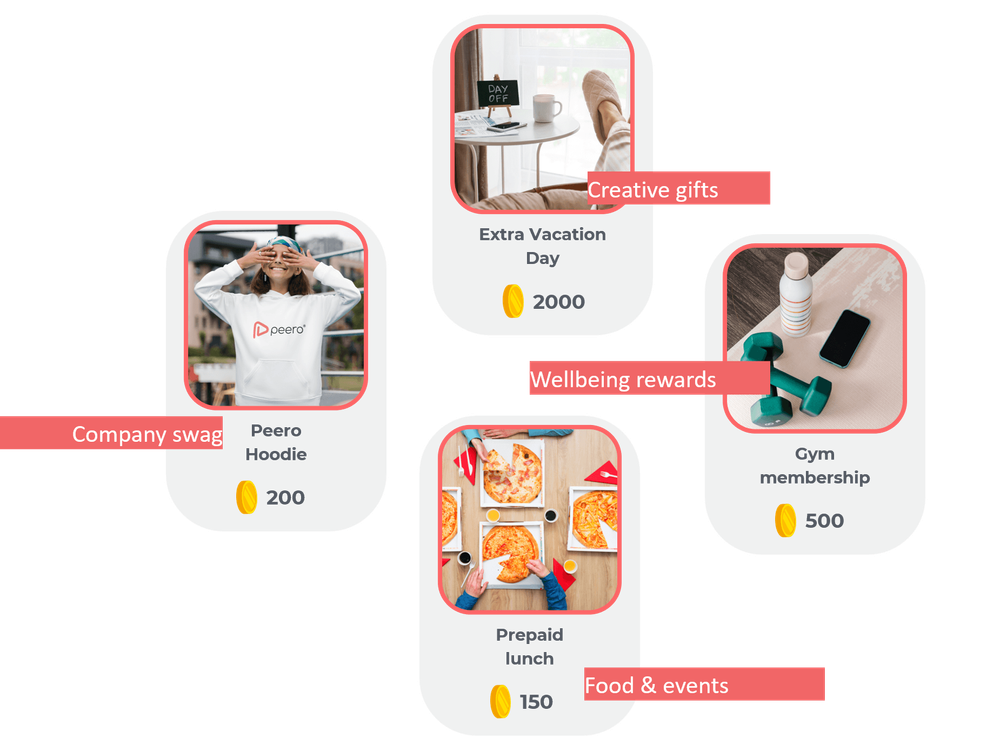 DAY
OFF
Creative gifts
Extra Vacation
Day
2000
peero
Company swag
Peero
Hoodie
200
Wellbeing rewards
Gym
membership
500
Prepaid
lunch
150
Food & events